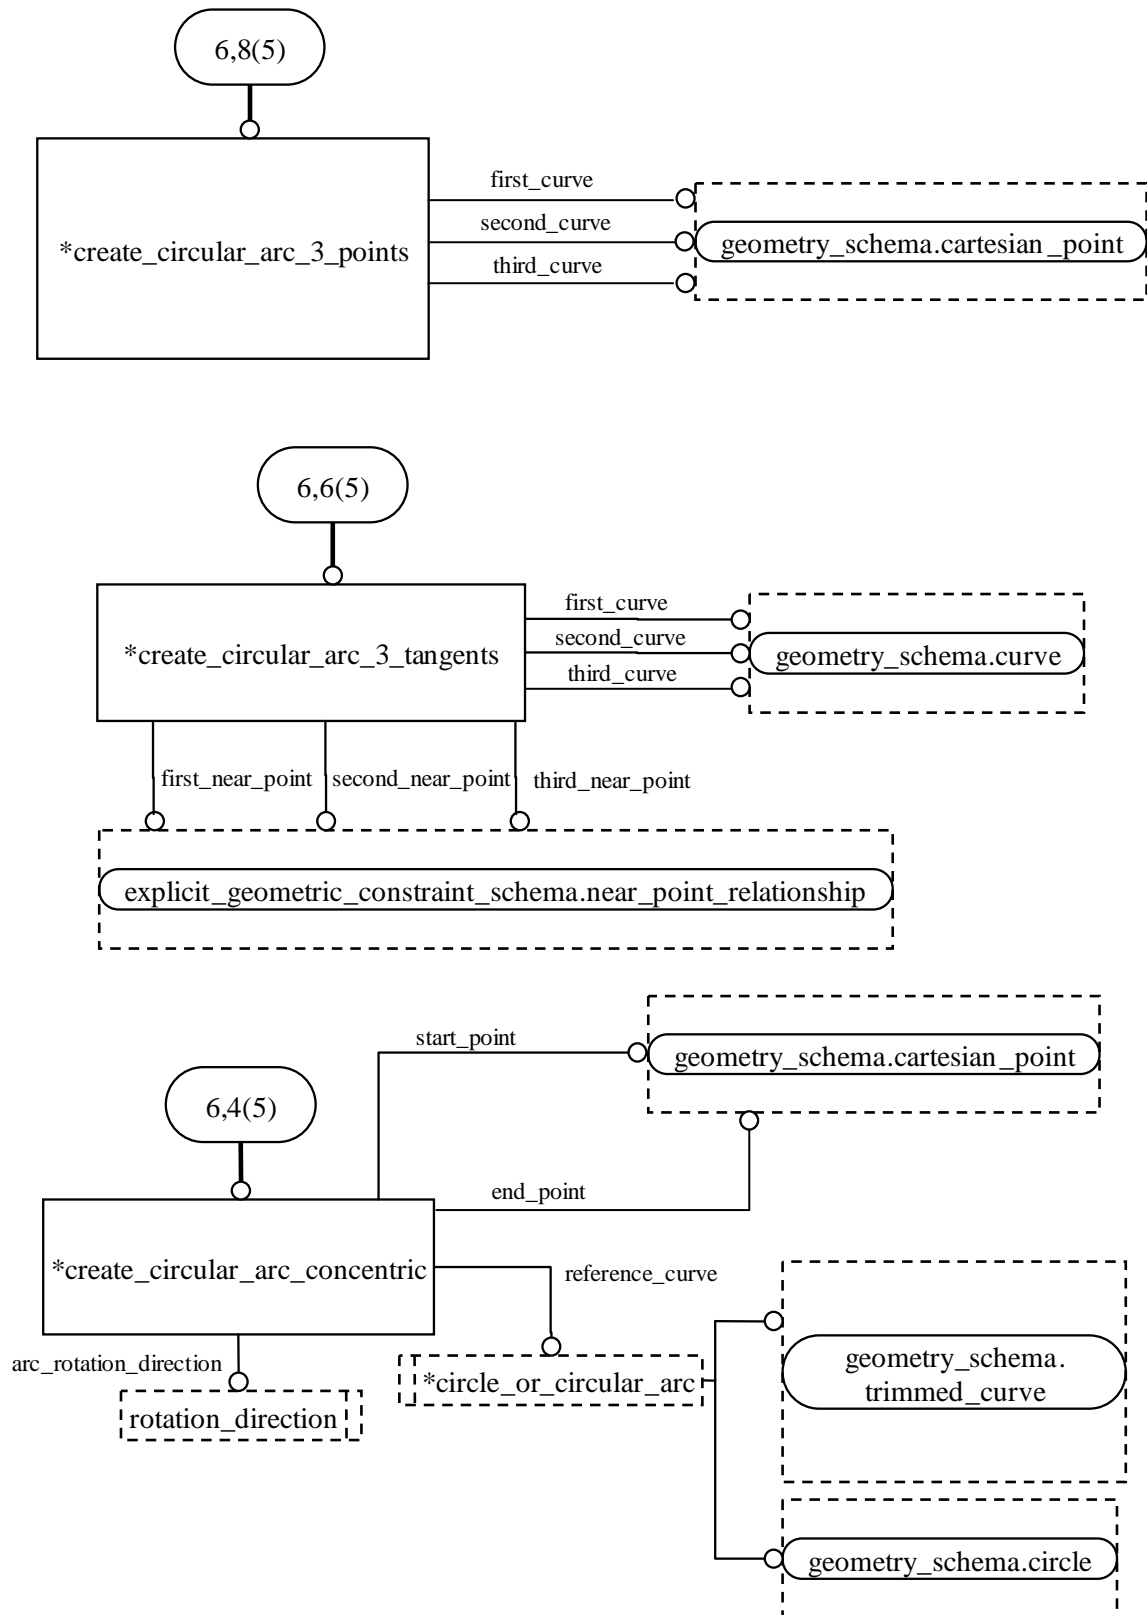 6,8(5)
first_curve
*create_circular_arc_3_points
second_curve
geometry_schema.cartesian_point
third_curve
6,6(5)
first_curve
*create_circular_arc_3_tangents
second_curve
geometry_schema.curve
third_curve
first_near_point
second_near_point
third_near_point
explicit_geometric_constraint_schema.near_point_relationship
start_point
geometry_schema.cartesian_point
6,4(5)
end_point
*create_circular_arc_concentric
reference_curve
arc_rotation_direction
rotation_direction
*circle_or_circular_arc
geometry_schema.
trimmed_curve
geometry_schema.circle